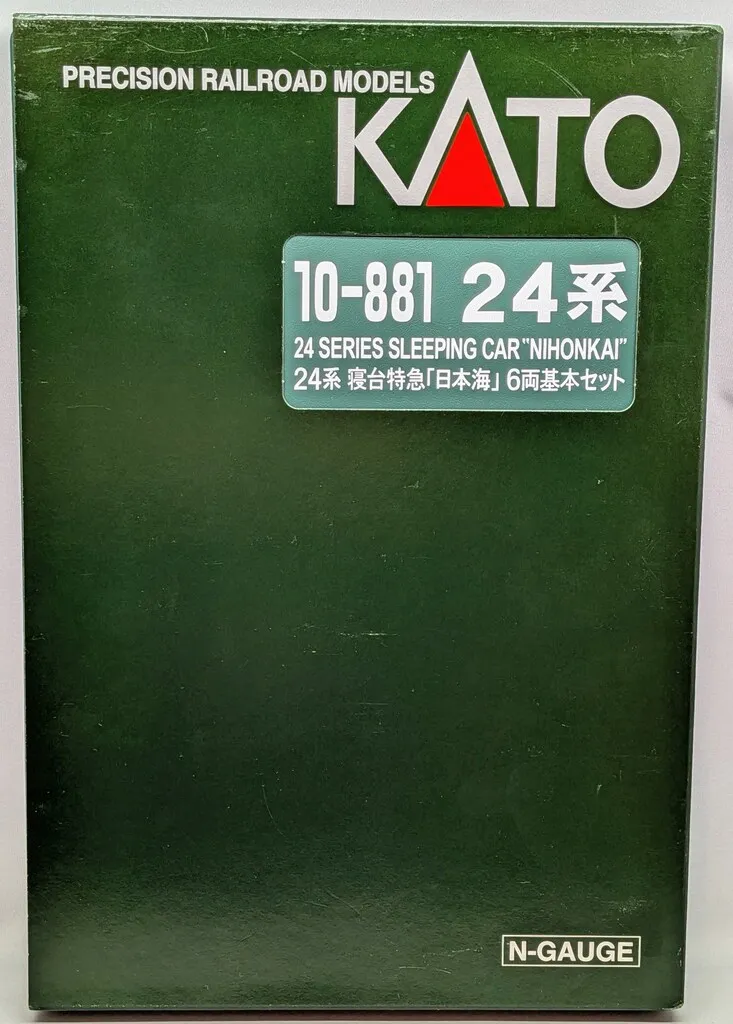 PRECISION RAILROAD MODELS
KATO
10-881 24系
24 SERIES SLEEPING CAR "NIHONKAI"
24系 寝台特急「日本海」 6両基本セット
N-GAUGE